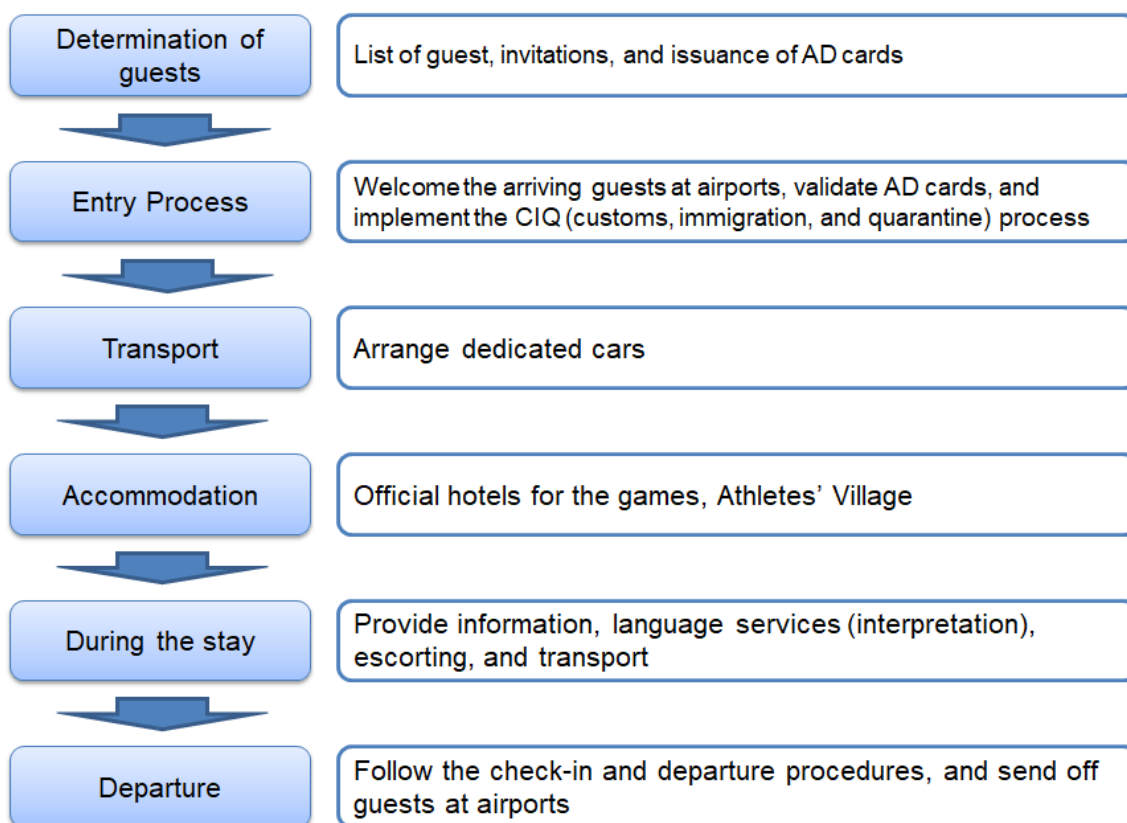 Determination of
guests
List of guest, invitations, and issuance of AD cards
Entry Process
Welcome the arriving guests at airports, validate AD cards, and
implement the CIQ (customs, immigration, and quarantine) process
Transport
Arrange dedicated cars
Accommodation
Official hotels for the games, Athletes’ Village
During the stay
Provide information, language services (interpretation),
escorting, and transport
Departure
Follow the check-in and departure procedures, and send off
guests at airports